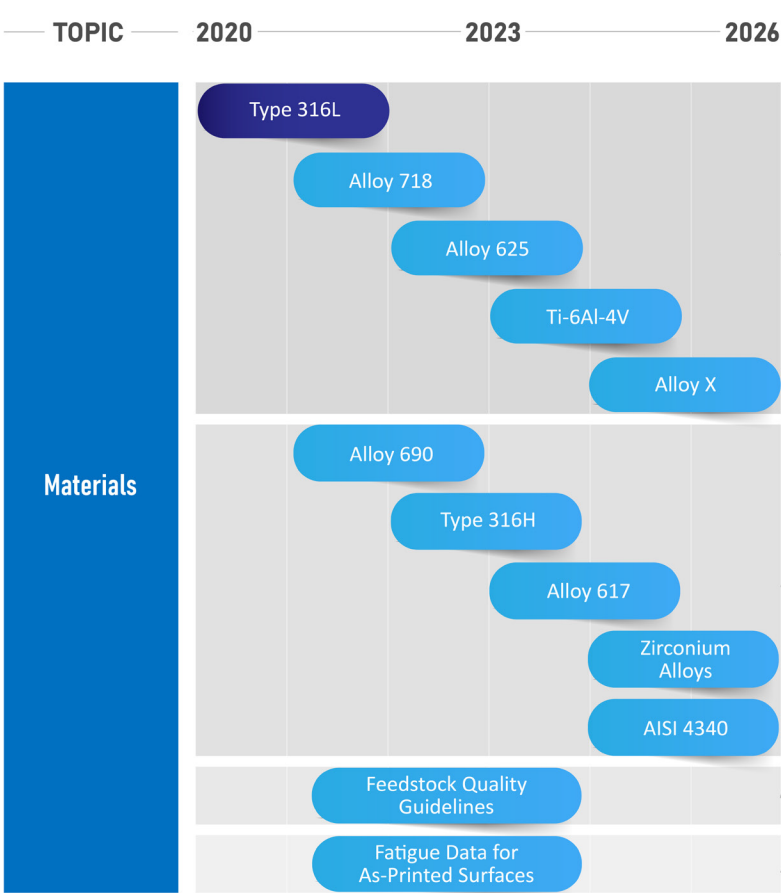 TOPIC 2020 2023 2026
Type 316L
Alloy 718
Alloy 625
Ti-6Al-4V
Alloy X
Alloy 690
Materials
Type 316H
Alloy 617
Zirconium
Alloys
AISI 4340
Feedstock Quality
Guidelines
Fatigue Data for
As-Printed Surfaces